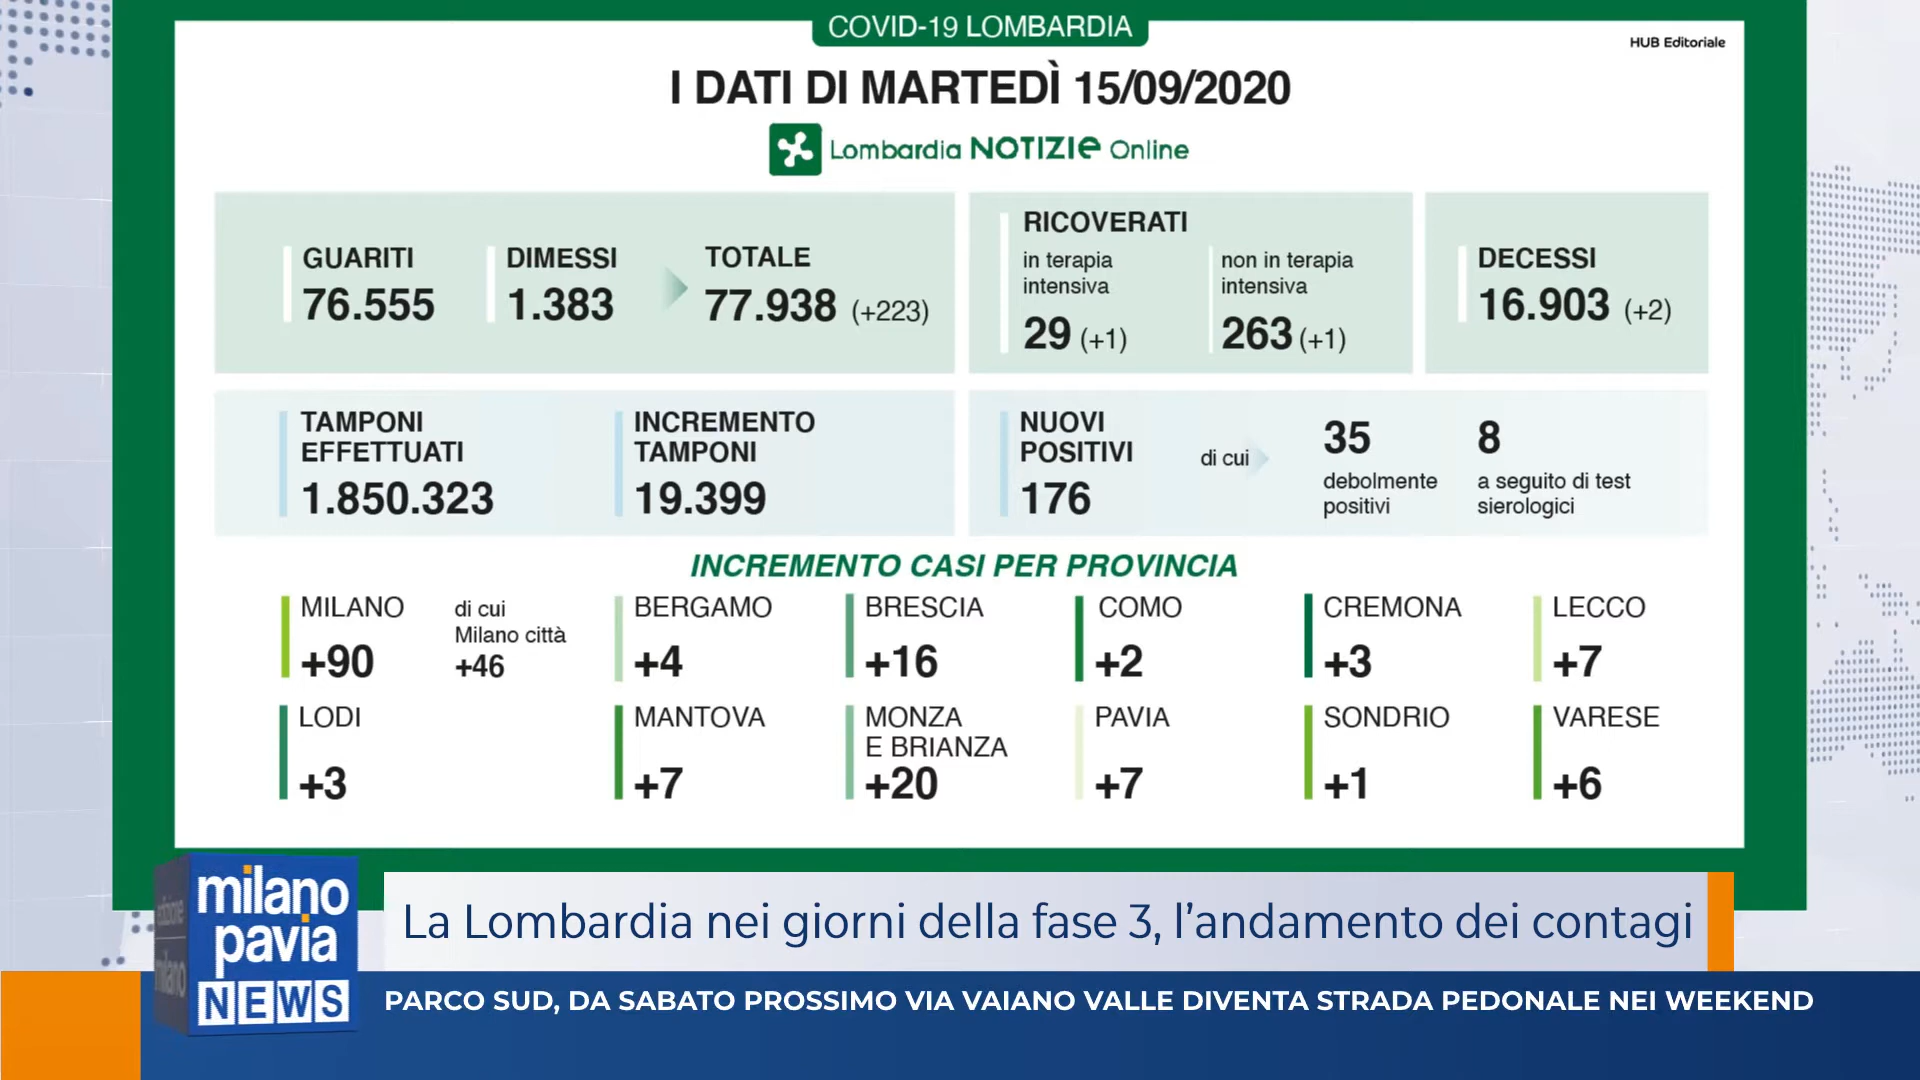 COVID-19 LOMBARDIA
HUB Editoriale
I DATI DI MARTEDÌ 15/09/2020
Lombardia NOTIZIe Online
GUARITI
76.555
DIMESSI
1.383
TOTALE
77.938 (+223)
RICOVERATI
in terapia
intensiva
29 (+1)
non in terapia
intensiva
263 (+1)
DECESSI
16.903 (+2)
TAMPONI
EFFETTUATI
1.850.323
INCREMENTO
TAMPONI
19.399
NUOVI
POSITIVI
176
di cui
35
debolmente
positivi
8
a seguito di test
sierologici
INCREMENTO CASI PER PROVINCIA
MILANO
+90
di cui
Milano città
+46
BERGAMO
+4
BRESCIA
+16
COMO
+2
CREMONA
+3
LECCO
+7
LODI
+3
MANTOVA
+7
MONZA
E BRIANZA
+20
PAVIA
+7
SONDRIO
+1
VARESE
+6
milano
pavia
NEWS
edizione
milano
La Lombardia nei giorni della fase 3, l'andamento dei contagi
PARCO SUD, DA SABATO PROSSIMO VIA VAIANO VALLE DIVENTA STRADA PEDONALE NEI WEEKEND